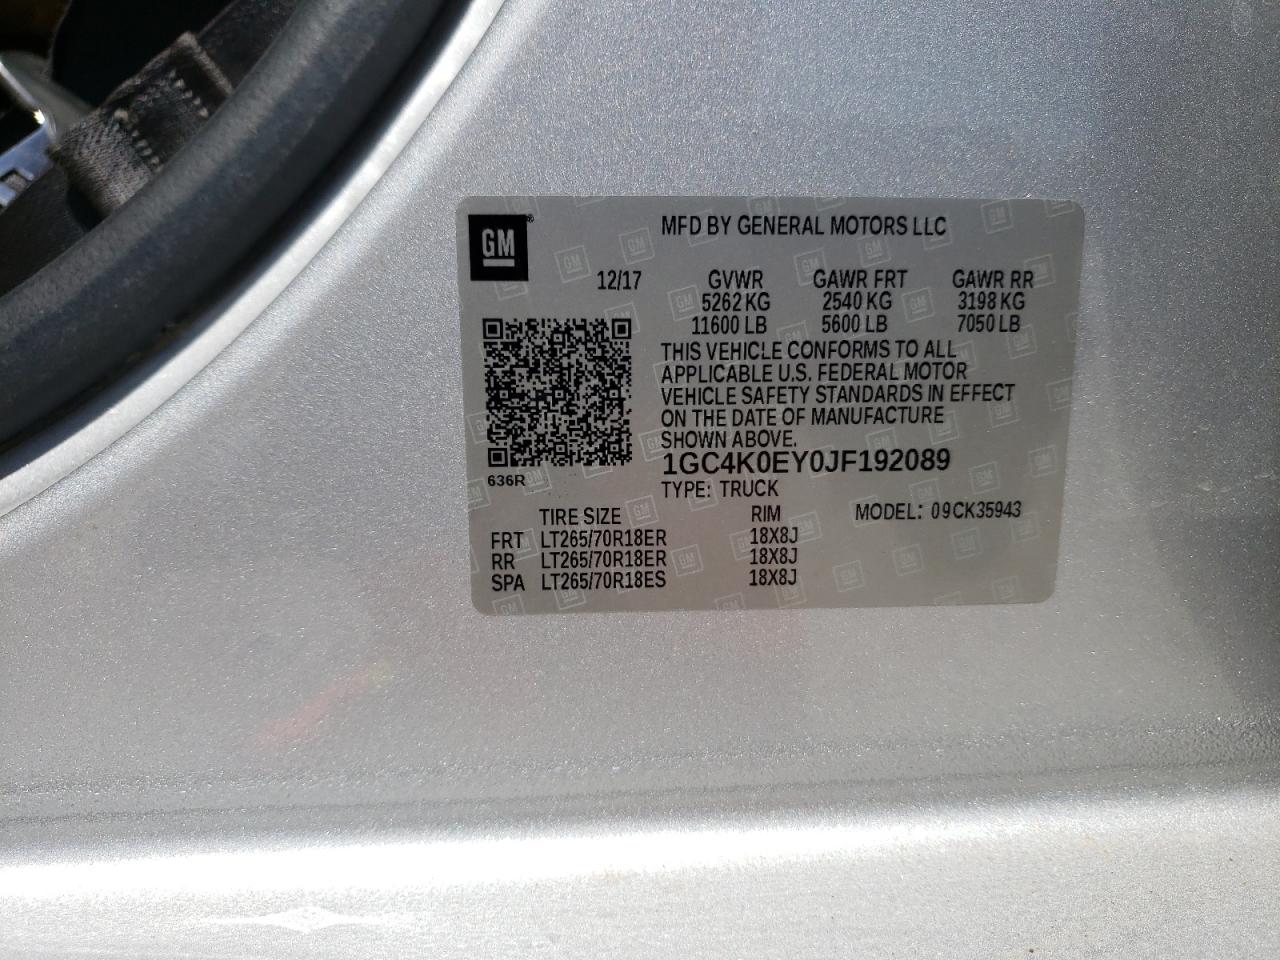 GM®
MFD BY GENERAL MOTORS LLC
12/17 GVWR GAWR FRT GAWR RR
5262 KG 2540 KG 3198 KG
11600 LB 5600 LB 7050 LB
THIS VEHICLE CONFORMS TO ALL
APPLICABLE U.S. FEDERAL MOTOR
VEHICLE SAFETY STANDARDS IN EFFECT
ON THE DATE OF MANUFACTURE
SHOWN ABOVE.
636R
1GC4K0EY0JF192089
TYPE: TRUCK
TIRE SIZE RIM MODEL: 09CK35943
FRT LT265/70R18ER 18X8J
RR LT265/70R18ER 18X8J
SPA LT265/70R18ES 18X8J